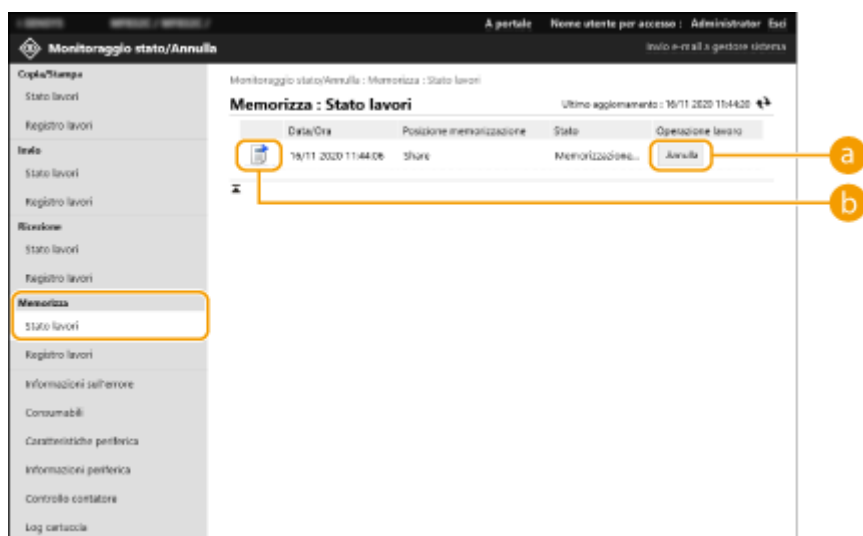 A portale Nome utente per accesso : Administrator Esci
Monitoraggio stato/Annulla
Invio e-mail a gestore sistema
Copia/Stampa
Stato lavori
Registro lavori
Invio
Stato lavori
Registro lavori
Ricezione
Stato lavori
Registro lavori
Memorizza
Stato lavori
Registro lavori
Informazioni sull'errore
Consumabili
Caratteristiche periferica
Informazioni periferica
Controllo contatore
Log cartuccia
Monitoraggio stato/Annulla : Memorizza : Stato lavori
Memorizza : Stato lavori
Ultimo aggiornamento : 16/11 2020 11:44:20
Data/Ora Posizione memorizzazione Stato Operazione lavoro
16/11 2020 11:44:06 Share Memorizzazione... Annulla
a
b